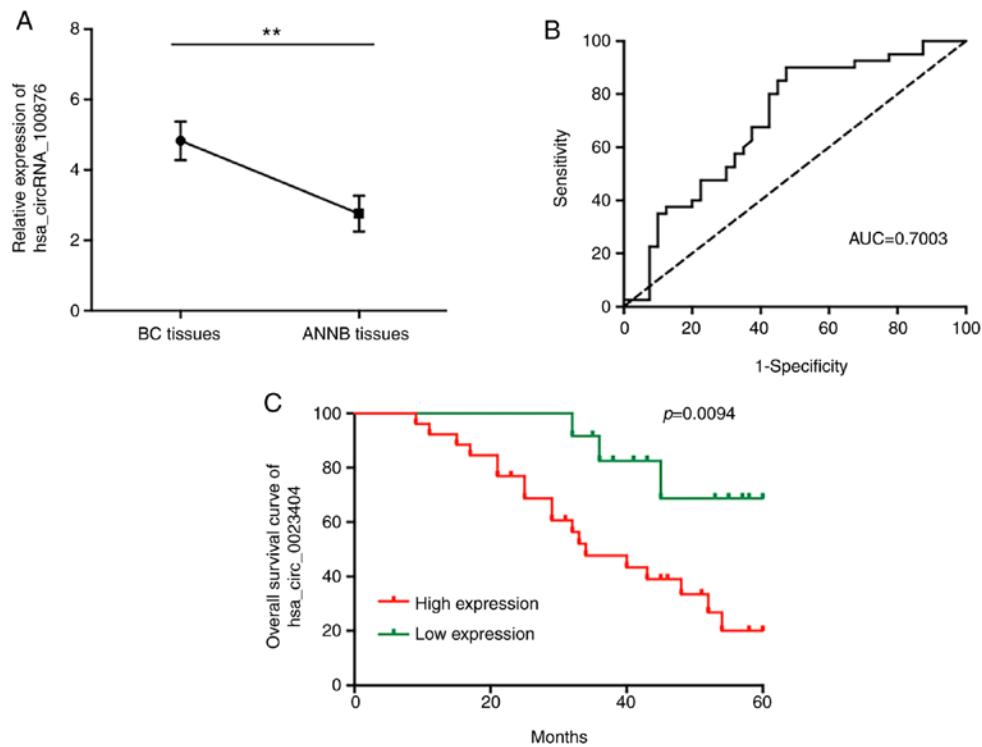 A
8
**
6
4
2
0
Relative expression of
hsa_circRNA_100876
BC tissues
ANNB tissues
B
100
80
60
40
20
0
Sensitivity
AUC=0.7003
0
20
40
60
80
100
1-Specificity
C
100
80
60
40
20
0
Overall survival curve of
hsa_circ_0023404
p=0.0094
High expression
Low expression
0
20
40
60
Months